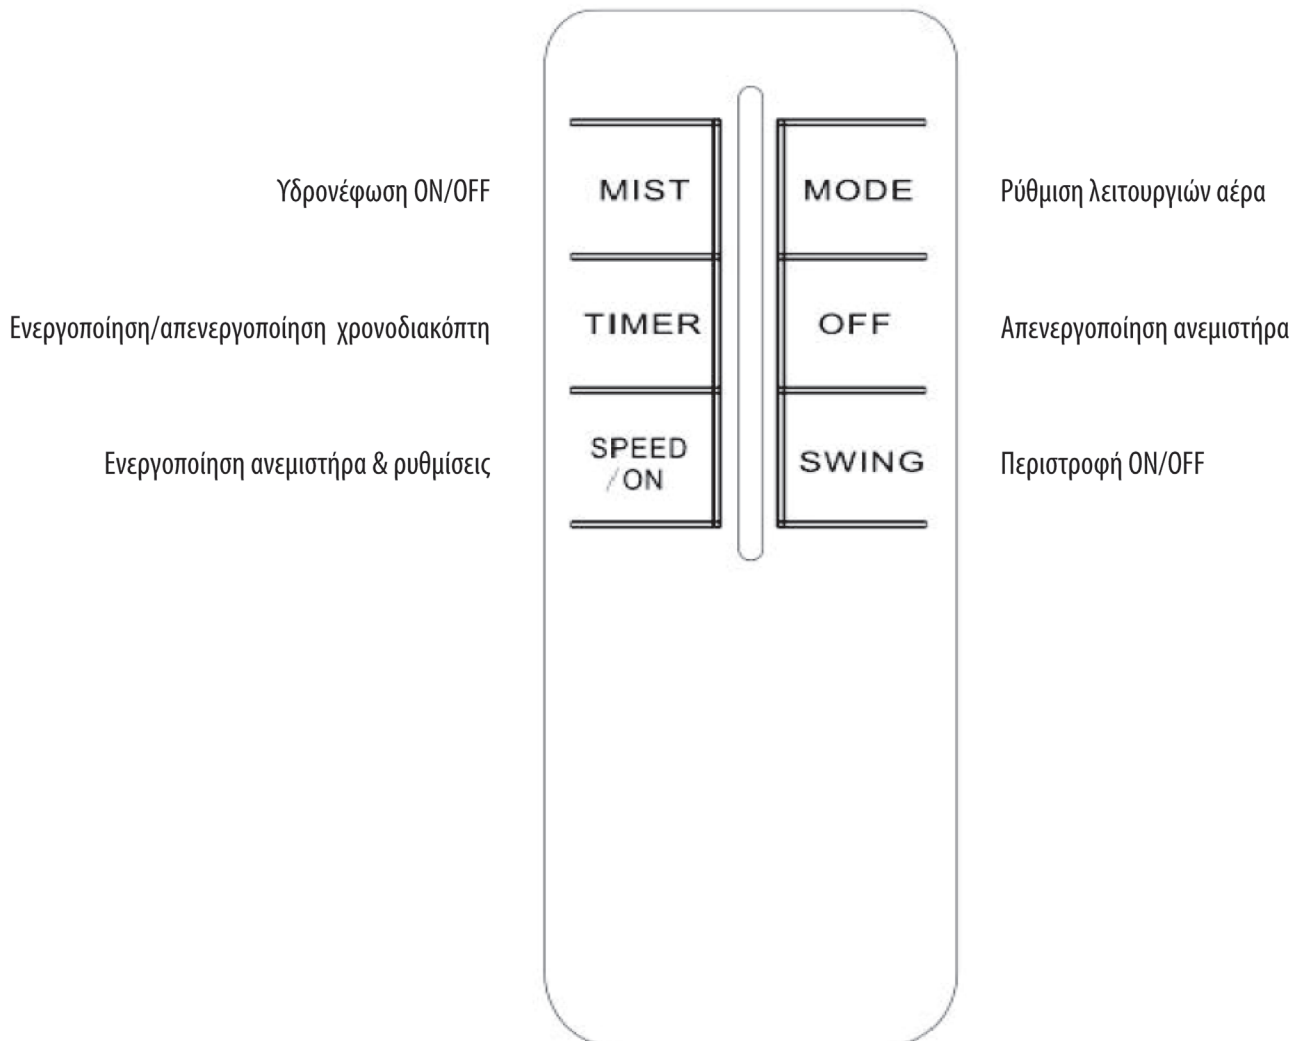 Υδρονέφωση ON/OFF
MIST
MODE
Ρύθμιση λειτουργιών αέρα
Ενεργοποίηση/απενεργοποίηση χρονοδιακόπτη
TIMER
OFF
Απενεργοποίηση ανεμιστήρα
Ενεργοποίηση ανεμιστήρα & ρυθμίσεις
SPEED
/ON
SWING
Περιστροφή ON/OFF